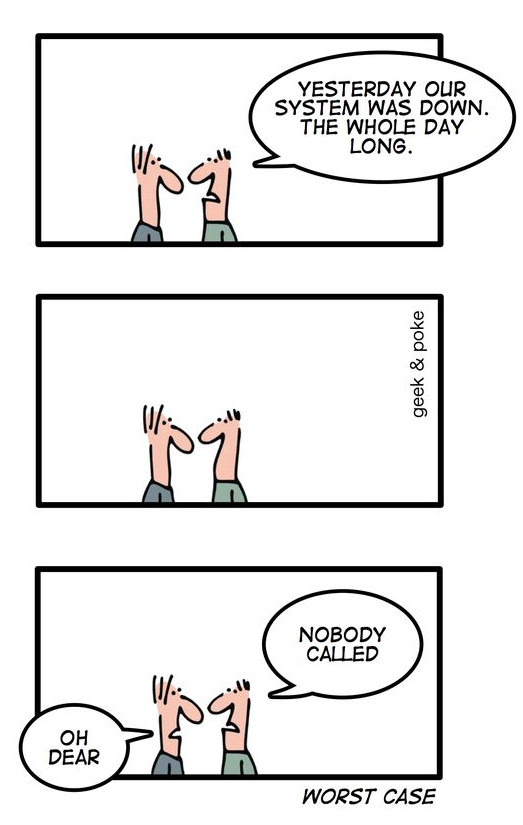 YESTERDAY OUR
SYSTEM WAS DOWN.
THE WHOLE DAY
LONG.
geek & poke
NOBODY
CALLED
OH
DEAR
WORST CASE